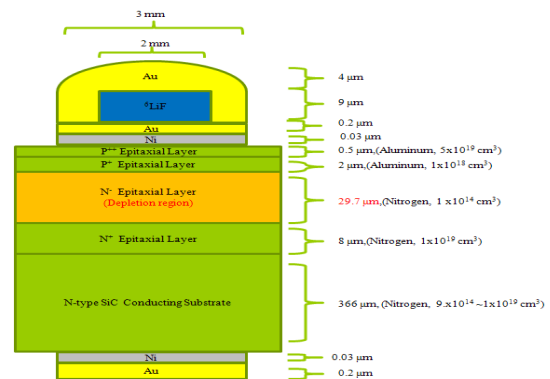 3 mm
2 mm
Au
⁶LiF
Au
Ni
P⁺⁺ Epitaxial Layer
P⁺ Epitaxial Layer
N⁻ Epitaxial Layer
(Depletion region)
N⁺ Epitaxial Layer
N-type SiC Conducting Substrate
Ni
Au
4 μm
9 μm
0.2 μm
0.03 μm
0.5 μm,(Aluminum, 5x10¹⁹ cm³)
2 μm,(Aluminum, 1x10¹⁸ cm³)
29.7 μm,(Nitrogen, 1 x10¹⁴ cm³)
8 μm,(Nitrogen, 1x10¹⁹ cm³)
366 μm, (Nitrogen, 9.x10¹⁴ ~1x10¹⁹ cm³)
0.03 μm
0.2 μm